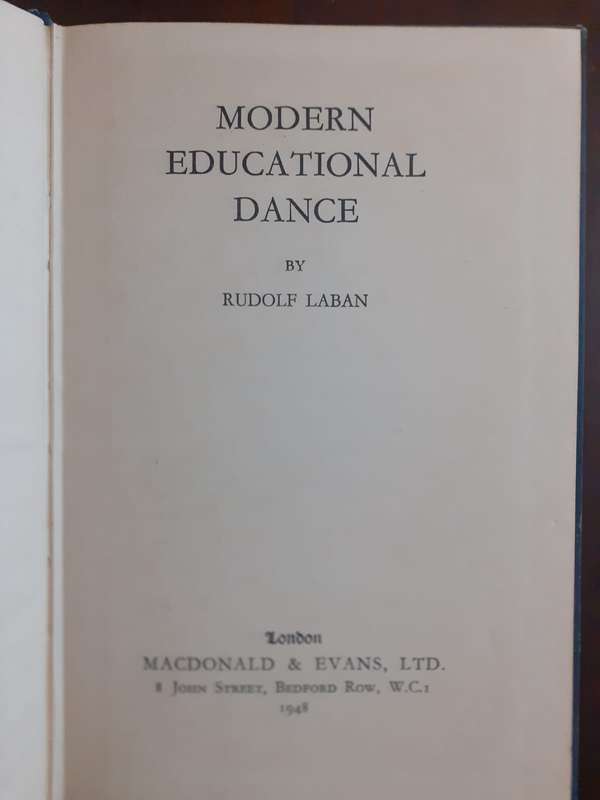 MODERN
EDUCATIONAL
DANCE
BY
RUDOLF LABAN
London
MACDONALD & EVANS, LTD.
8 JOHN STREET, BEDFORD ROW, W.C.1
1948